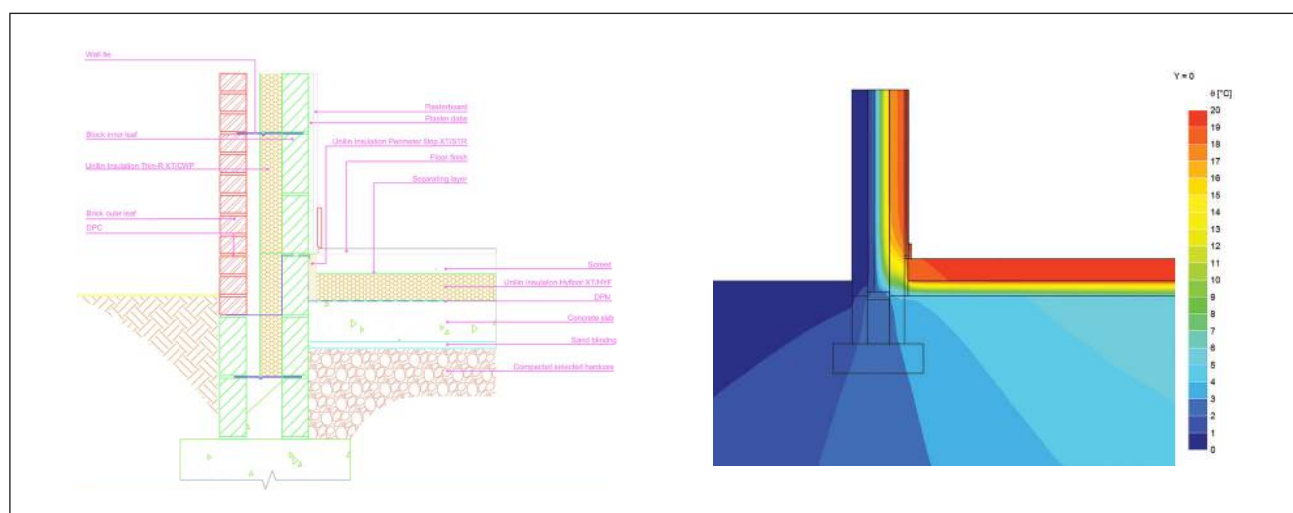 Wall tie
Plasterboard
Plaster dabs
Block inner leaf
Unilin Insulation Perimeter Strip XT/STR
Floor finish
Unilin Insulation Thin-R XT/CWP
Separating layer
Brick outer leaf
DPC
Screed
Unilin Insulation Hyfloor XT/HYF
DPM
Concrete slab
Sand blinding
Compacted selected hardcore
Y = 0
θ [°C]
20
19
18
17
16
15
14
13
12
11
10
9
8
7
6
5
4
3
2
1
0